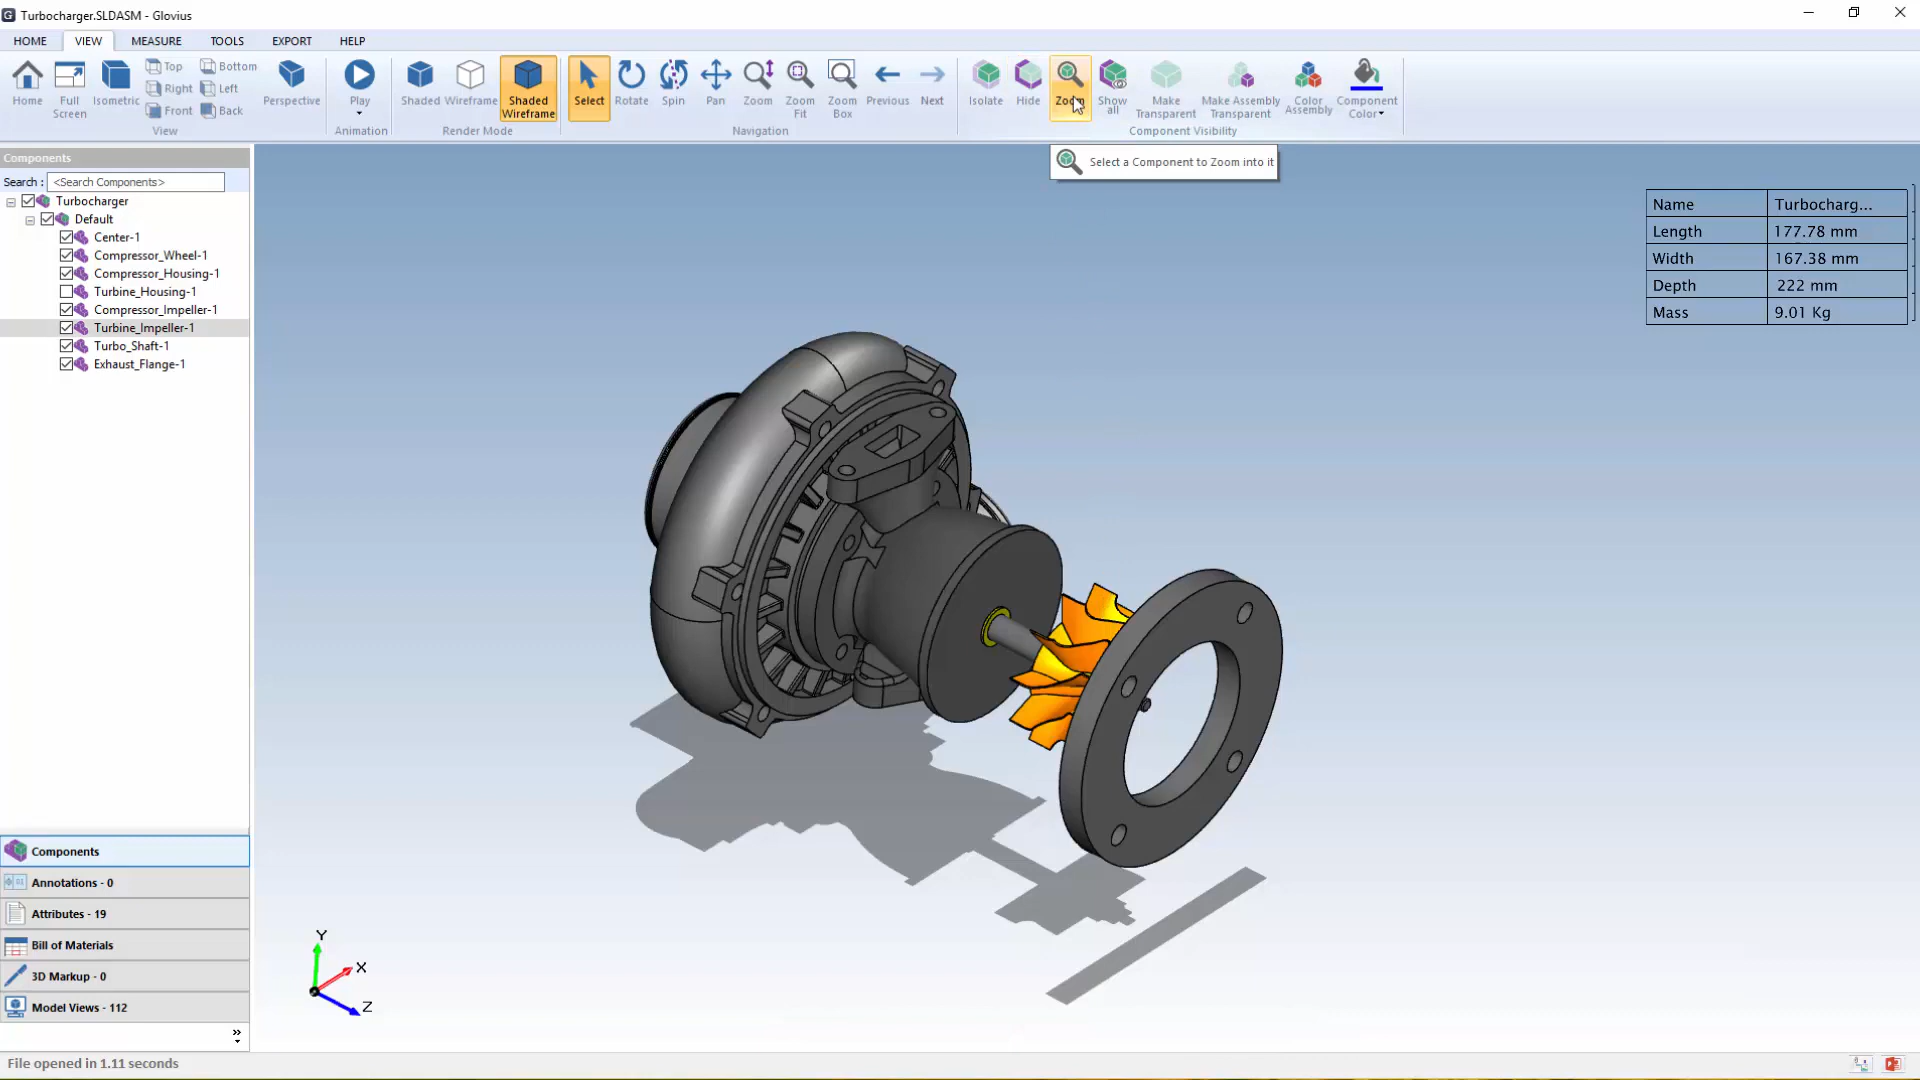 Turbocharger.SLDASM - Glovius
HOME VIEW MEASURE TOOLS EXPORT HELP
Home
Full Screen
Isometric
Top
Right
Front
Bottom
Left
Back
Perspective
View
Play
Animation
Shaded
Wireframe
Shaded Wireframe
Render Mode
Select
Rotate
Spin
Pan
Zoom
Zoom Fit
Zoom Box
Previous
Next
Navigation
Isolate
Hide
Zoom
Show all
Make Transparent
Make Assembly Transparent
Color Assembly
Component Color
Component Visibility
Select a Component to Zoom into it
Components
Search : <Search Components>
Turbocharger
Default
Center-1
Compressor_Wheel-1
Compressor_Housing-1
Turbine_Housing-1
Compressor_Impeller-1
Turbine_Impeller-1
Turbo_Shaft-1
Exhaust_Flange-1
Name Turbocharg...
Length 177.78 mm
Width 167.38 mm
Depth 222 mm
Mass 9.01 Kg
Components
Annotations - 0
Attributes - 19
Bill of Materials
3D Markup - 0
Model Views - 112
Y
X
Z
File opened in 1.11 seconds